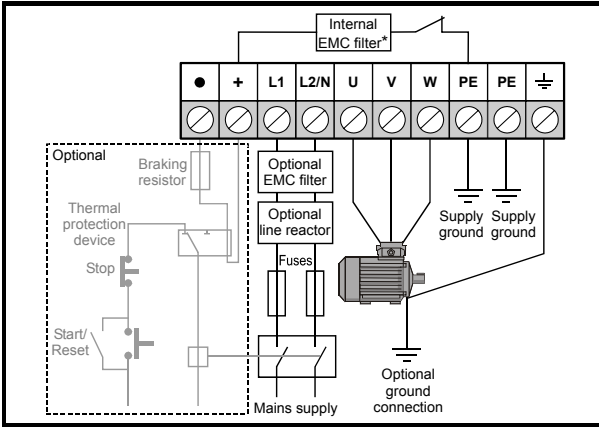 Internal
EMC filter*
● + L1 L2/N U V W PE PE ⏚
Optional
Braking
resistor
Thermal
protection
device
Stop
Start/
Reset
Optional
EMC filter
Optional
line reactor
Fuses
Mains supply
Supply
ground
Supply
ground
Optional
ground
connection